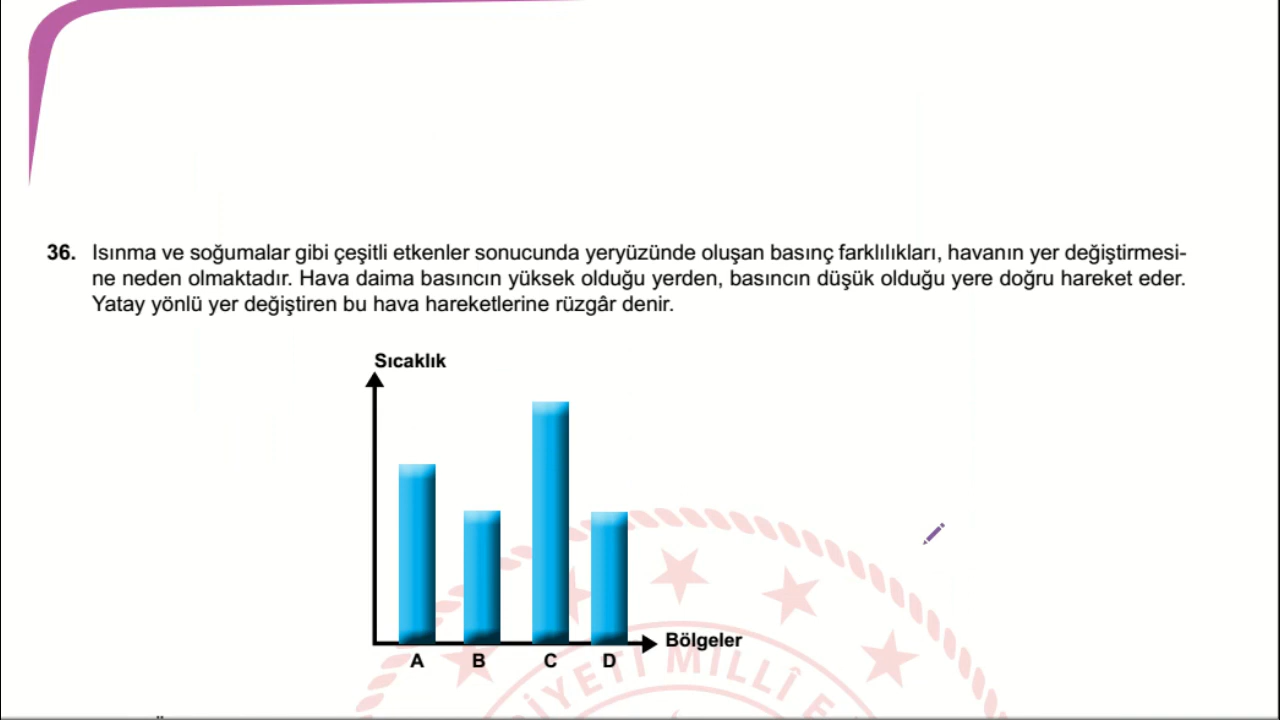 36. Isınma ve soğumalar gibi çeşitli etkenler sonucunda yeryüzünde oluşan basınç farklılıkları, havanın yer değiştirmesi-
ne neden olmaktadır. Hava daima basıncın yüksek olduğu yerden, basıncın düşük olduğu yere doğru hareket eder.
Yatay yönlü yer değiştiren bu hava hareketlerine rüzgâr denir.
Sıcaklık
Bölgeler
A B C D
MİLLÎ